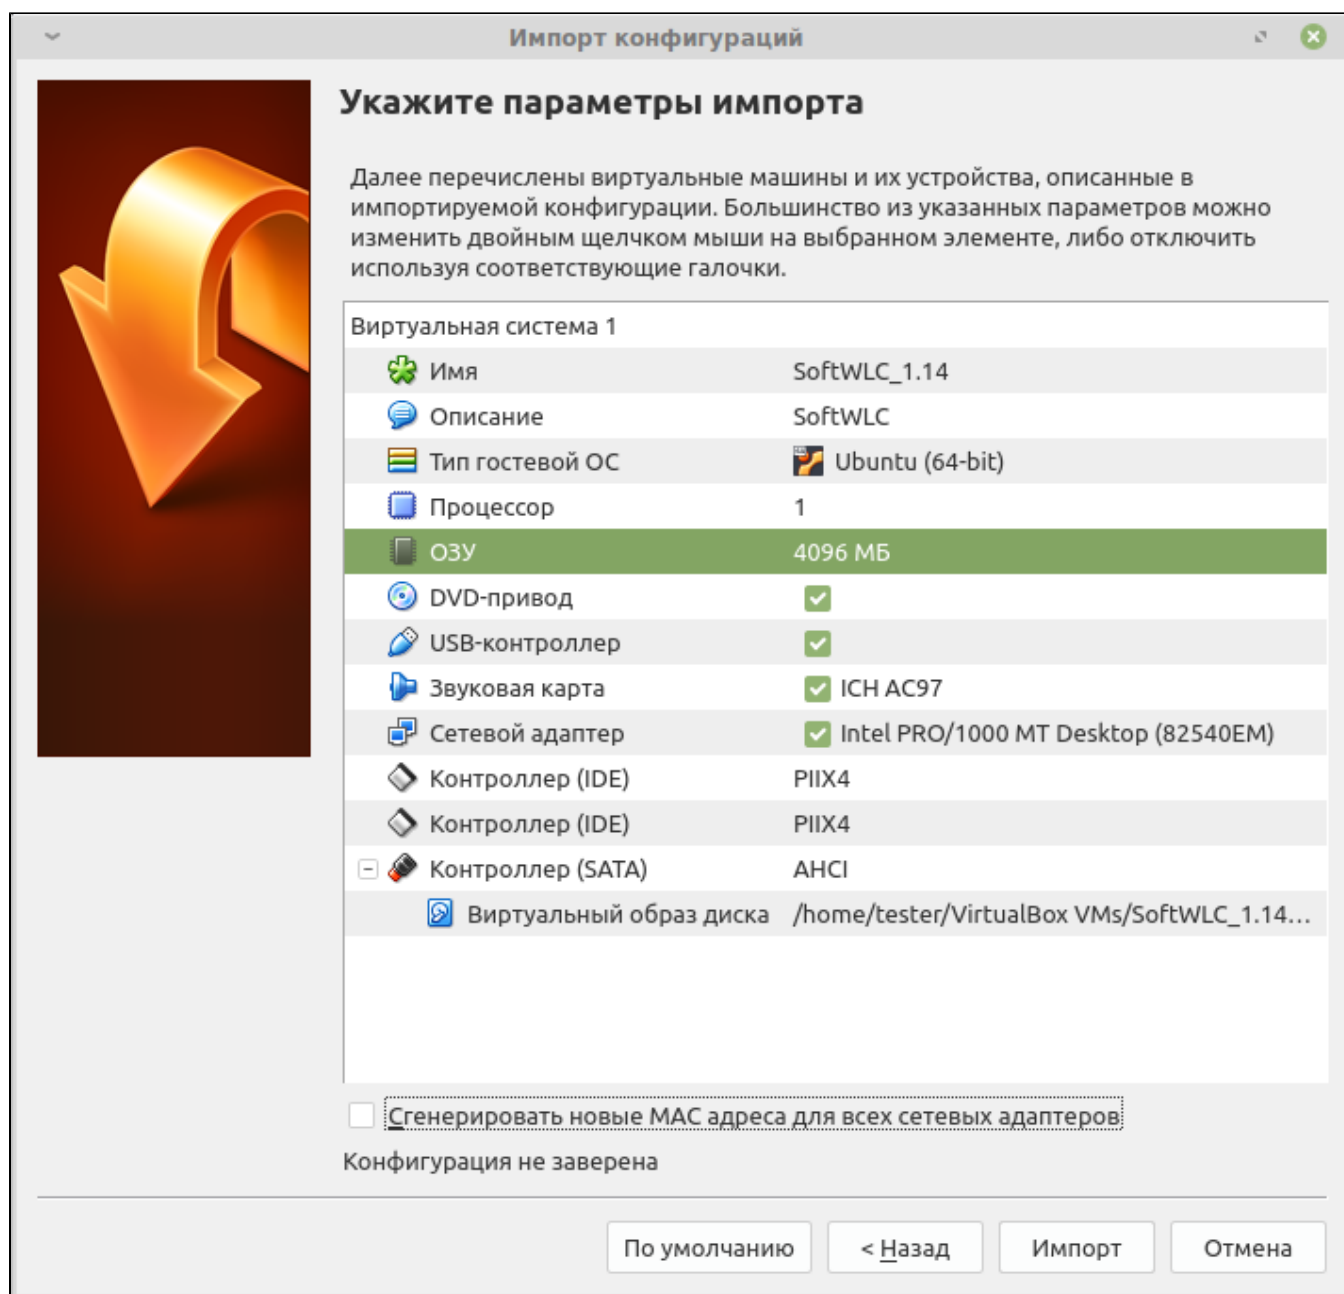 Импорт конфигураций
Укажите параметры импорта
Далее перечислены виртуальные машины и их устройства, описанные в
импортируемой конфигурации. Большинство из указанных параметров можно
изменить двойным щелчком мыши на выбранном элементе, либо отключить
используя соответствующие галочки.
Виртуальная система 1
Имя SoftWLC_1.14
Описание SoftWLC
Тип гостевой ОС Ubuntu (64-bit)
Процессор 1
ОЗУ 4096 МБ
DVD-привод
USB-контроллер
Звуковая карта ICH AC97
Сетевой адаптер Intel PRO/1000 MT Desktop (82540EM)
Контроллер (IDE) PIIX4
Контроллер (IDE) PIIX4
Контроллер (SATA) AHCI
Виртуальный образ диска /home/tester/VirtualBox VMs/SoftWLC_1.14...
Сгенерировать новые MAC адреса для всех сетевых адаптеров
Конфигурация не заверена
По умолчанию < Назад Импорт Отмена